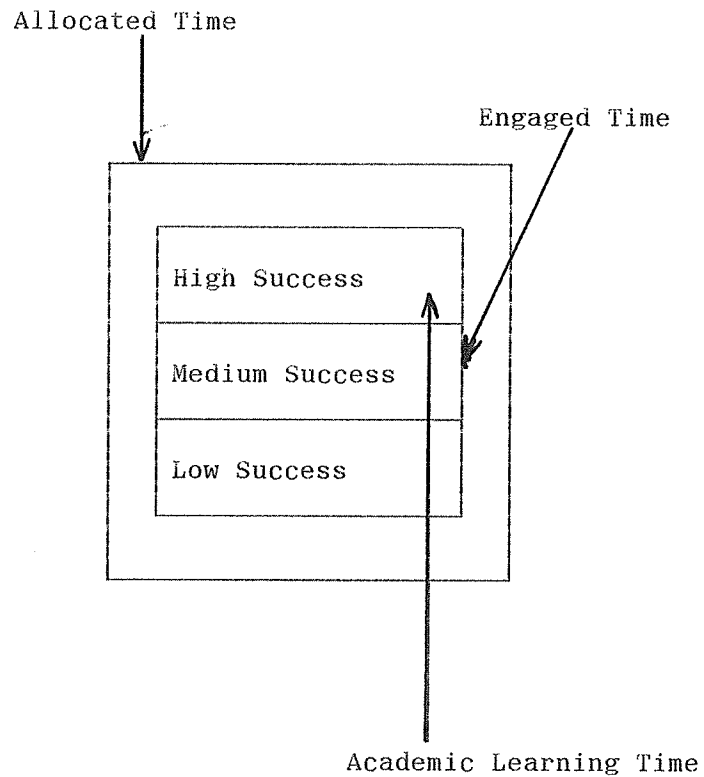 Allocated Time
Engaged Time
High Success
Medium Success
Low Success
Academic Learning Time